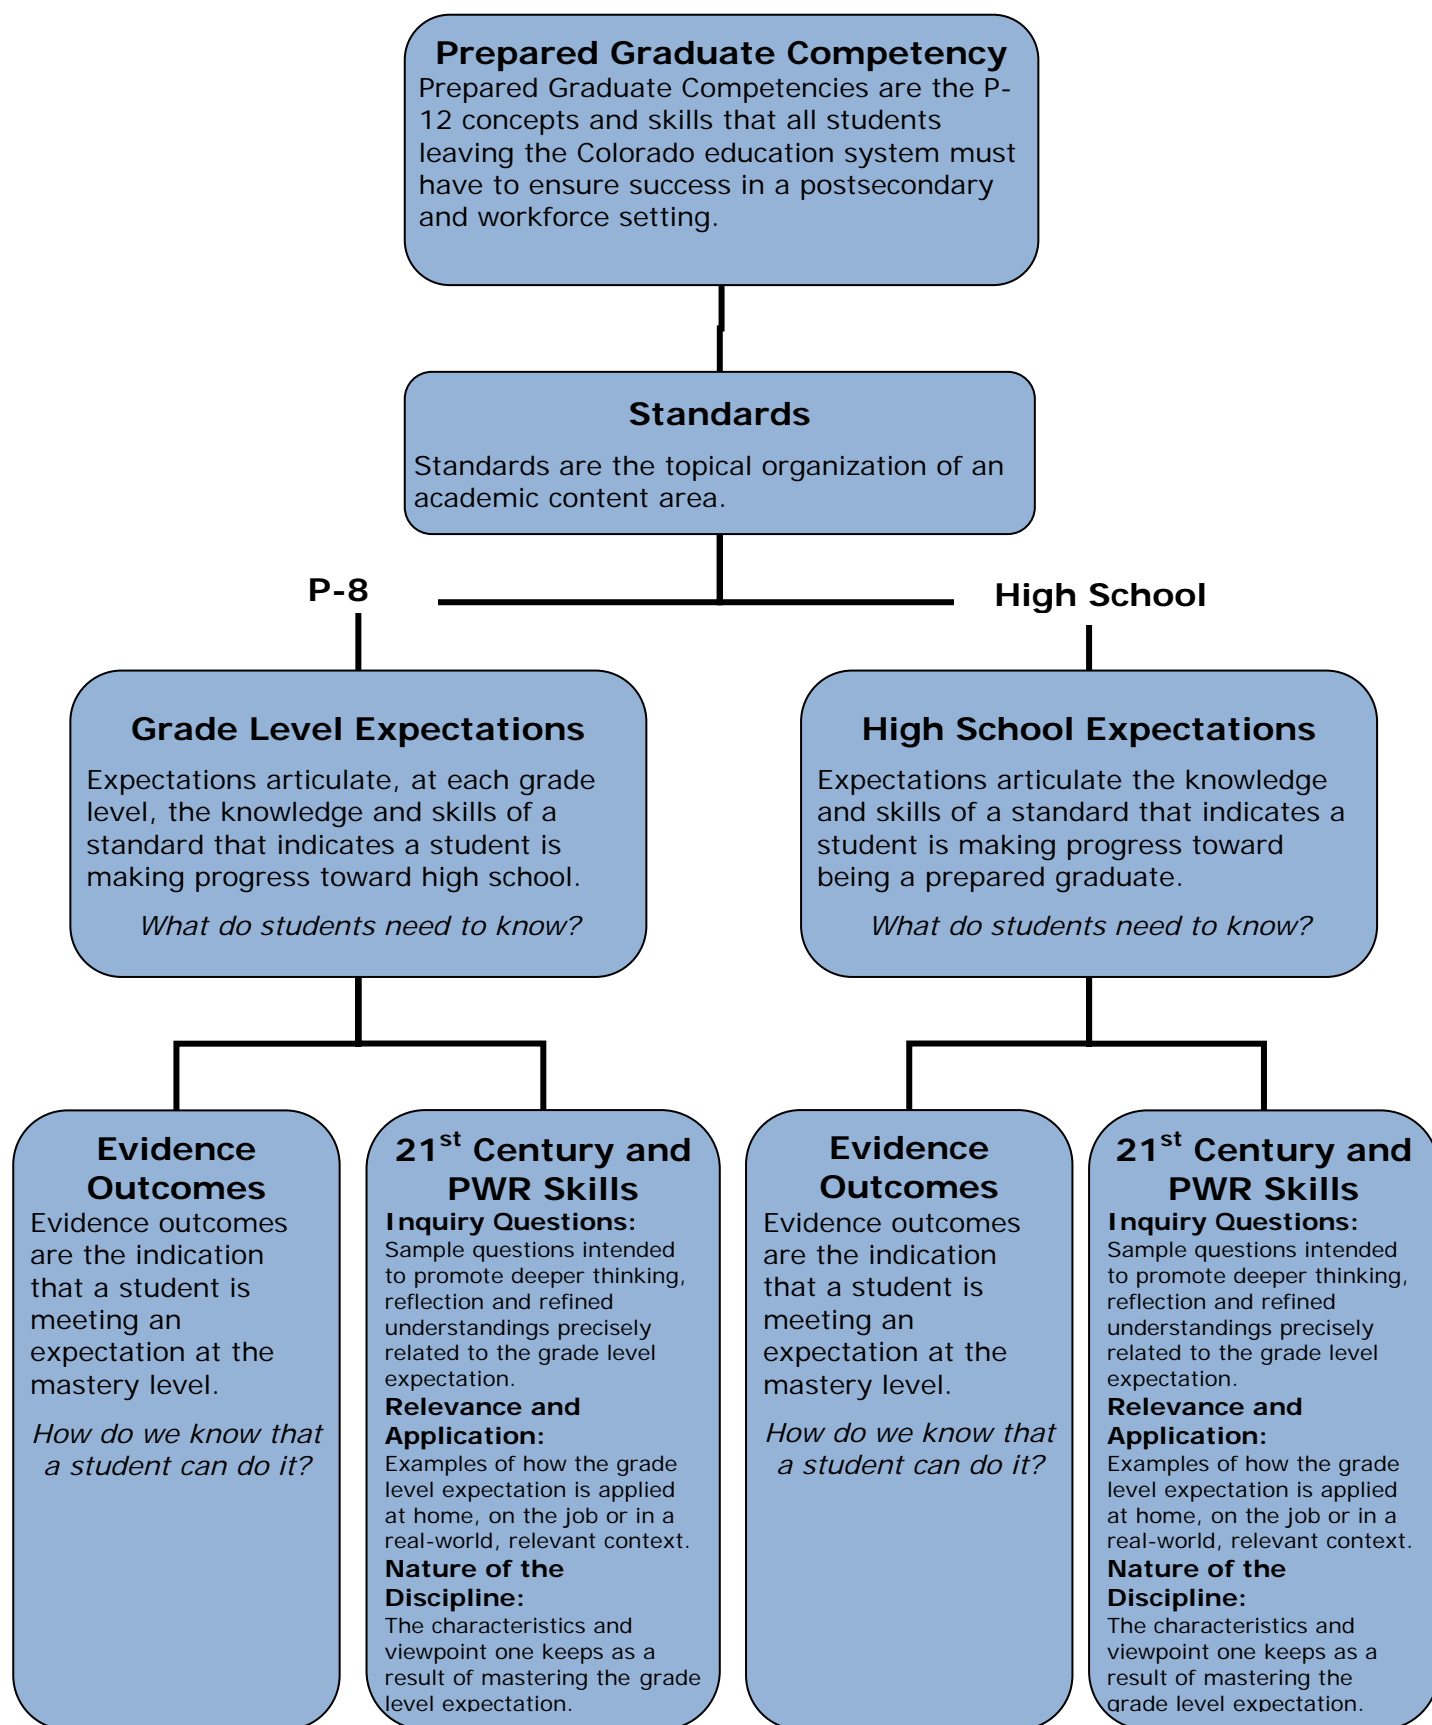 Prepared Graduate Competency
Prepared Graduate Competencies are the P-
12 concepts and skills that all students
leaving the Colorado education system must
have to ensure success in a postsecondary
and workforce setting.
Standards
Standards are the topical organization of an
academic content area.
P-8
High School
Grade Level Expectations
Expectations articulate, at each grade
level, the knowledge and skills of a
standard that indicates a student is
making progress toward high school.
What do students need to know?
High School Expectations
Expectations articulate the knowledge
and skills of a standard that indicates a
student is making progress toward
being a prepared graduate.
What do students need to know?
Evidence
Outcomes
Evidence outcomes
are the indication
that a student is
meeting an
expectation at the
mastery level.
How do we know that
a student can do it?
21st Century and
PWR Skills
Inquiry Questions:
Sample questions intended
to promote deeper thinking,
reflection and refined
understandings precisely
related to the grade level
expectation.
Relevance and
Application:
Examples of how the grade
level expectation is applied
at home, on the job or in a
real-world, relevant context.
Nature of the
Discipline:
The characteristics and
viewpoint one keeps as a
result of mastering the grade
level expectation.
Evidence
Outcomes
Evidence outcomes
are the indication
that a student is
meeting an
expectation at the
mastery level.
How do we know that
a student can do it?
21st Century and
PWR Skills
Inquiry Questions:
Sample questions intended
to promote deeper thinking,
reflection and refined
understandings precisely
related to the grade level
expectation.
Relevance and
Application:
Examples of how the grade
level expectation is applied
at home, on the job or in a
real-world, relevant context.
Nature of the
Discipline:
The characteristics and
viewpoint one keeps as a
result of mastering the
grade level expectation.